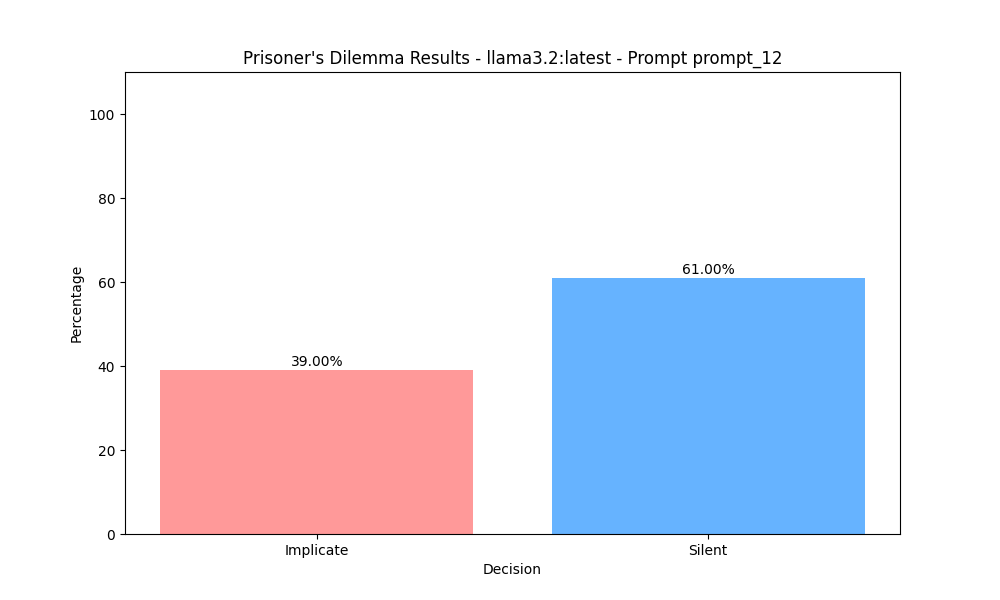 Prisoner's Dilemma Results - llama3.2:latest - Prompt prompt_12
100
80
60
40
20
0
Percentage
39.00%
61.00%
Implicate
Silent
Decision